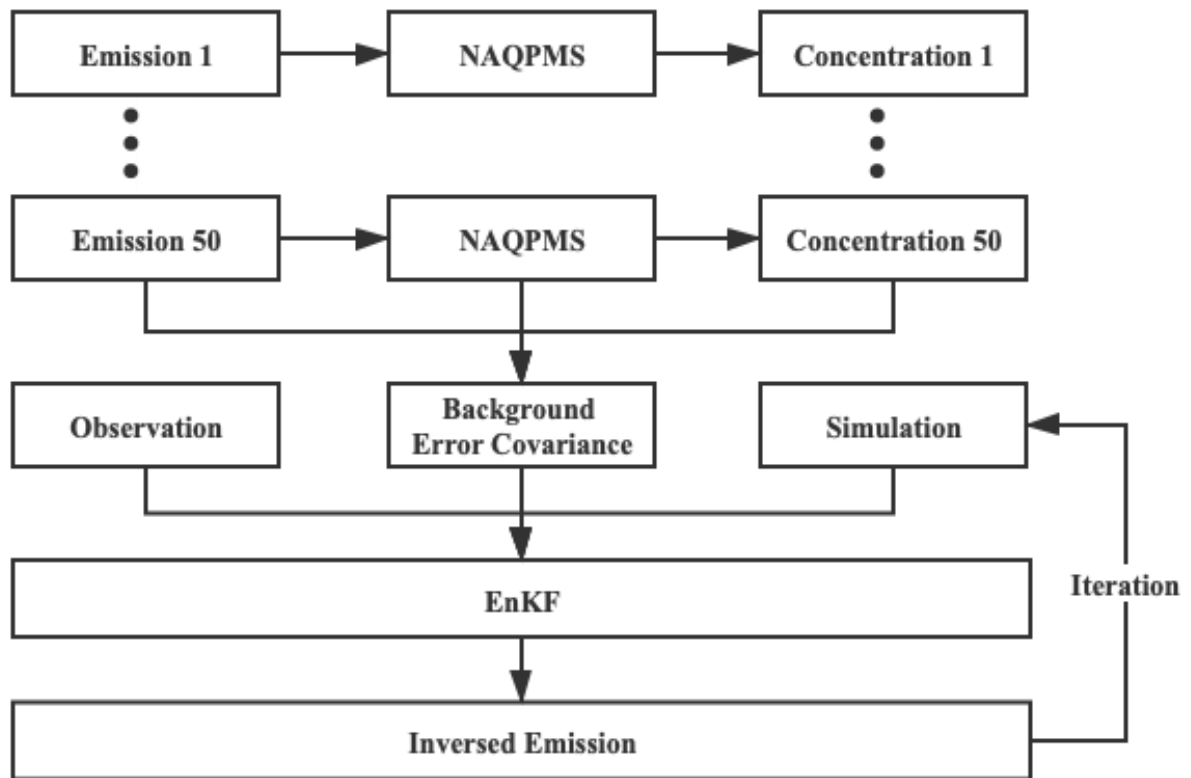 Emission 1
NAQPMS
Concentration 1
Emission 50
NAQPMS
Concentration 50
Observation
Background
Error Covariance
Simulation
EnKF
Iteration
Inversed Emission